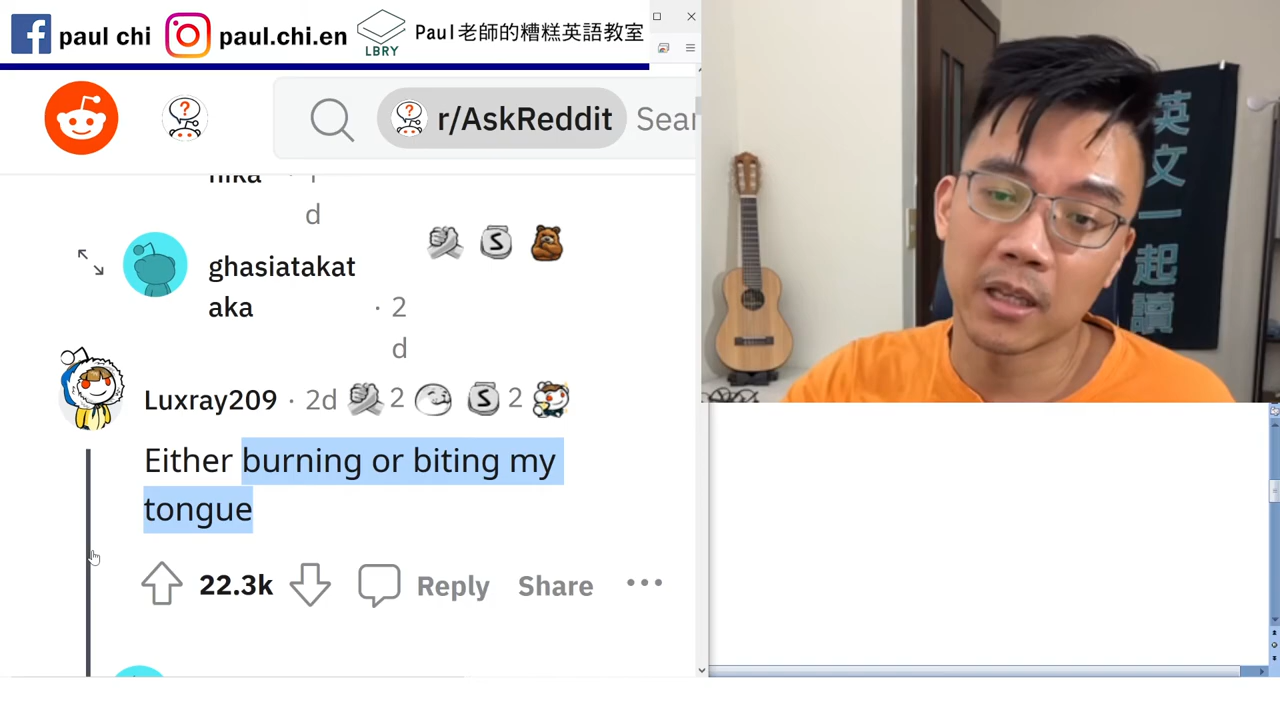 paul chi
paul.chi.en
LBRY
Paul老師的糟糕英語教室
r/AskReddit
Sear
d
ghasiatakat
aka · 2
d
Luxray209 · 2d 2 S 2
Either burning or biting my
tongue
22.3k Reply Share
英文一起讀